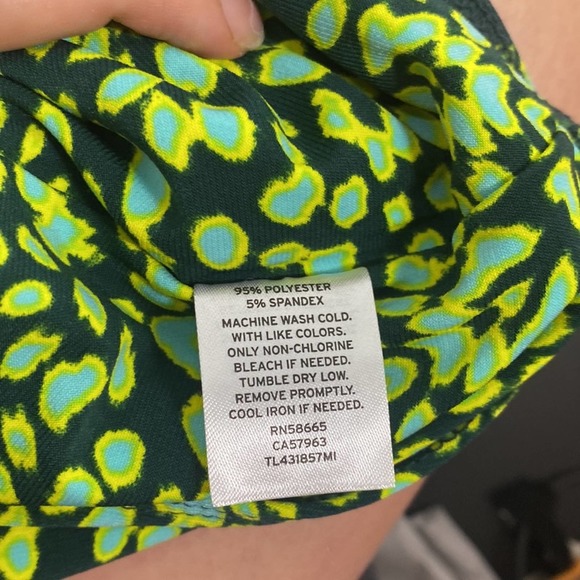 95% POLYESTER
5% SPANDEX
MACHINE WASH COLD.
WITH LIKE COLORS.
ONLY NON-CHLORINE
BLEACH IF NEEDED.
TUMBLE DRY LOW.
REMOVE PROMPTLY.
COOL IRON IF NEEDED.
RN58665
CA57963
TL431857MI